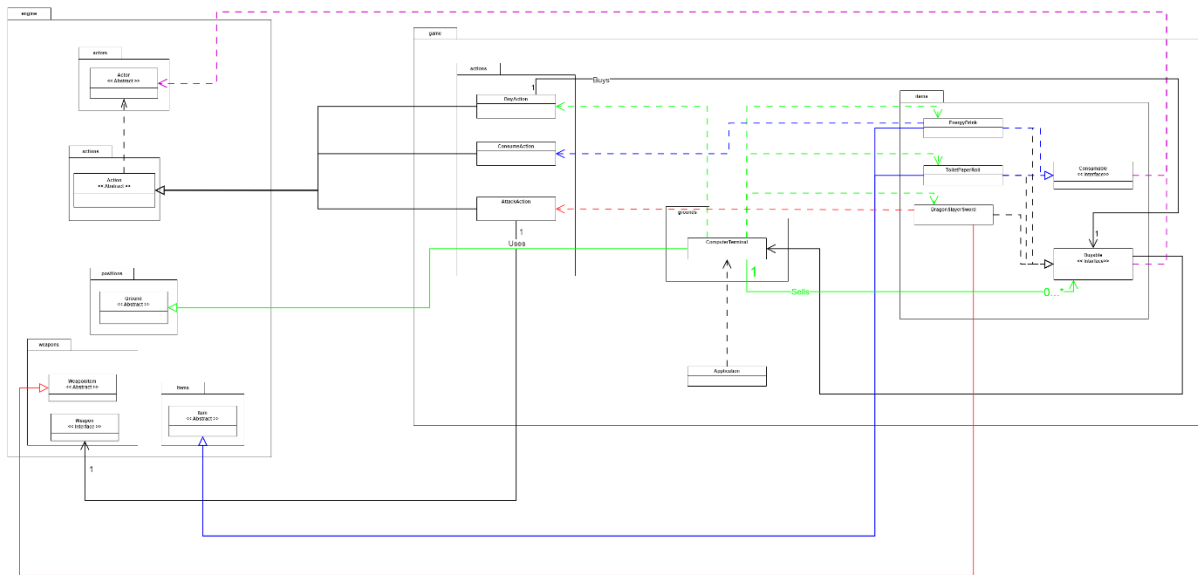 engine
actors
Actor
<< Abstract >>
actions
Action
<< Abstract >>
positions
Ground
<< Abstract >>
weapons
WeaponItem
<< Abstract >>
Weapon
<< Interface >>
1
items
Item
<< Abstract >>
game
actions
1
Buys
BuyAction
ConsumeAction
AttackAction
1
Uses
grounds
ComputerTerminal
1
Sells
0...*
Application
items
EnergyDrink
ToiletPaperRoll
DragonSlayerSword
Consumable
<< Interface >>
1
Buyable
<< Interface >>